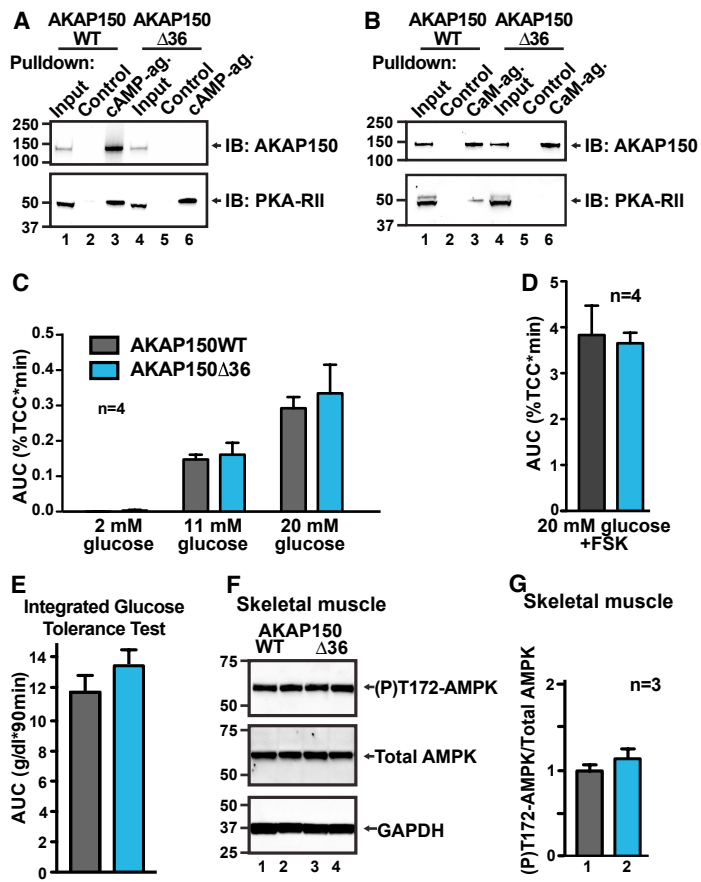 A
AKAP150 AKAP150
WT Δ36
Pulldown:
Input Control cAMP-ag. Input Control cAMP-ag.
250
150 IB: AKAP150
100
50 IB: PKA-RII
37
1 2 3 4 5 6
B
AKAP150 AKAP150
WT Δ36
Pulldown:
Input Control CaM-ag. Input Control CaM-ag.
250
150 IB: AKAP150
100
50 IB: PKA-RII
37
1 2 3 4 5 6
C
AUC (%TCC*min)
0.5
0.4
0.3
0.2
0.1
0.0
AKAP150WT
AKAP150Δ36
n=4
2 mM 11 mM 20 mM
glucose glucose glucose
D
AUC (%TCC*min)
5
4
3
2
1
0
n=4
20 mM glucose
+FSK
E
Integrated Glucose
Tolerance Test
AUC (g/dl*90min)
14
12
10
8
6
4
2
0
F
Skeletal muscle
AKAP150
WT Δ36
75
(P)T172-AMPK
50
75
Total AMPK
50
50
37 GAPDH
25
1 2 3 4
G
Skeletal muscle
(P)T172-AMPK/Total AMPK
2
1
0
n=3
1 2